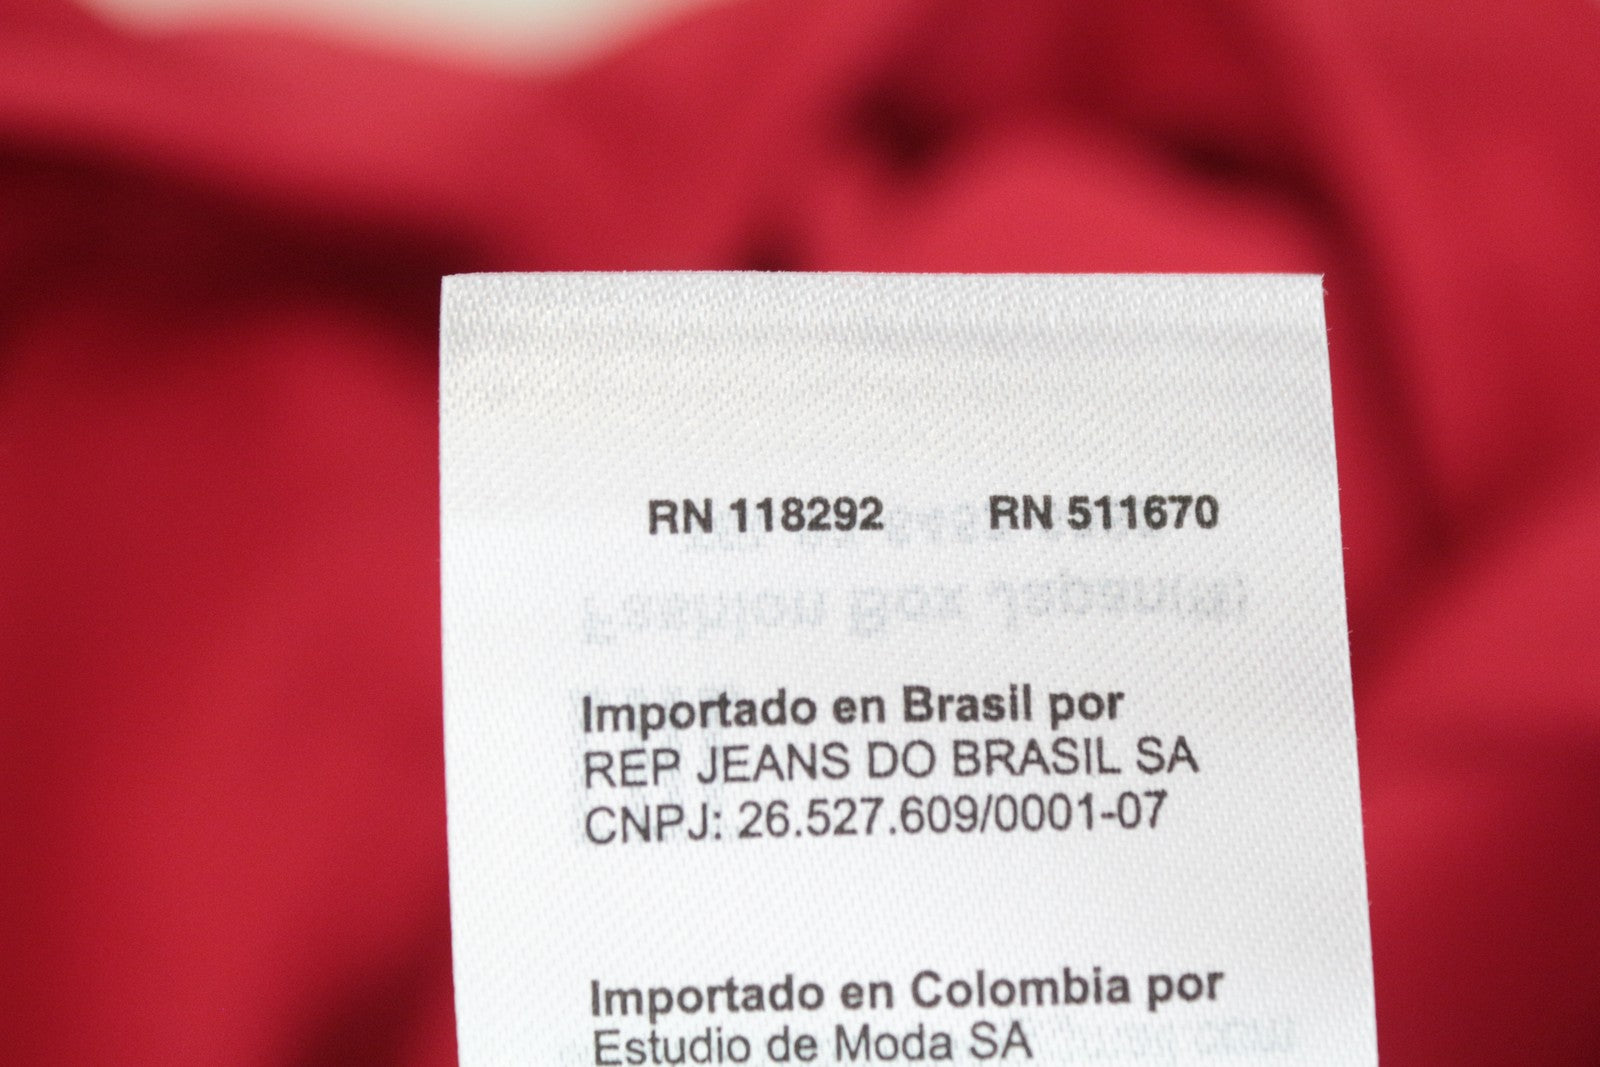 RN 118292 RN 511670
Importado en Brasil por
REP JEANS DO BRASIL SA
CNPJ: 26.527.609/0001-07
Importado en Colombia por
Estudio de Moda SA